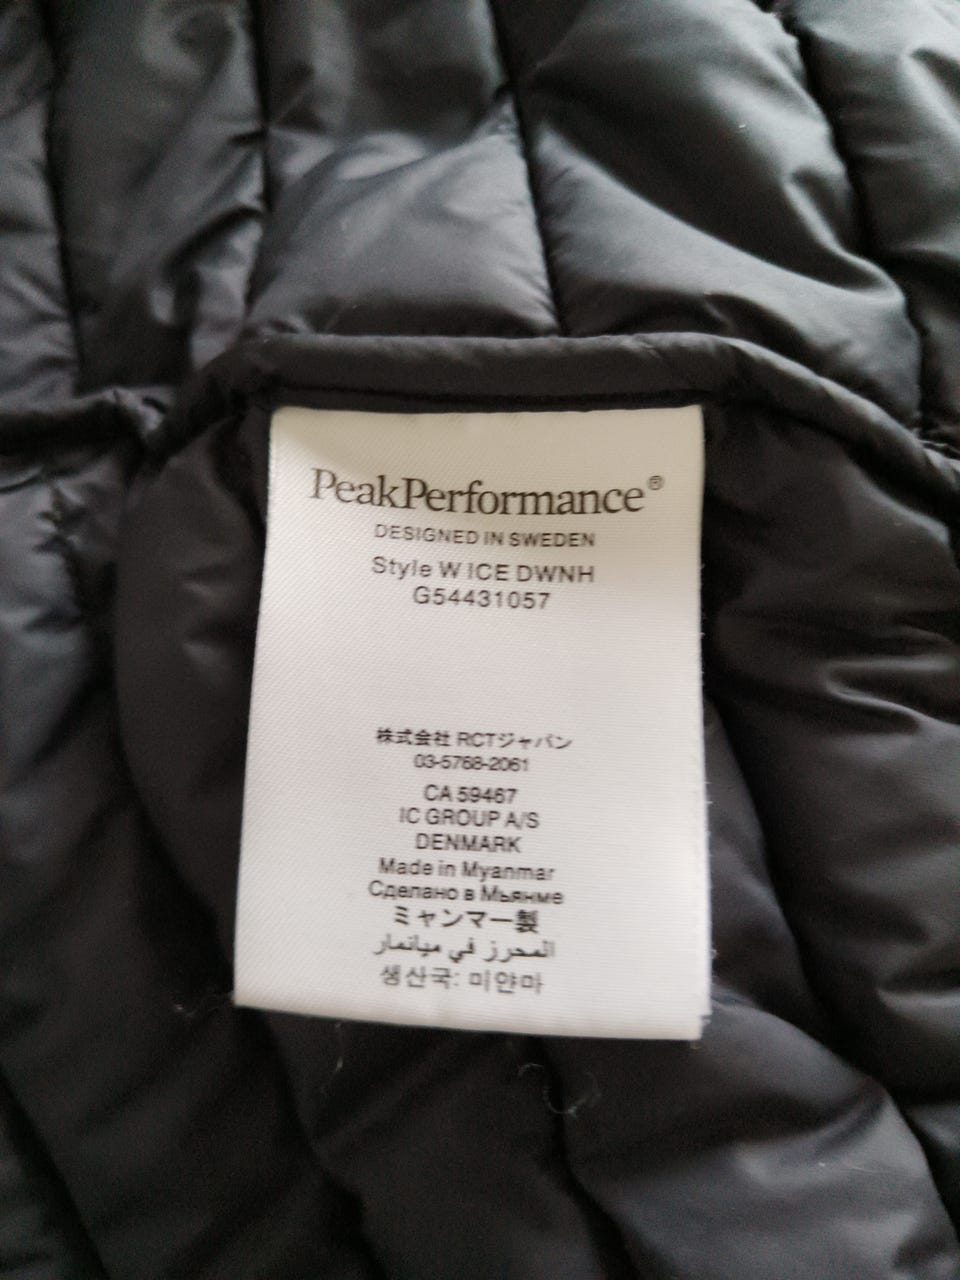 PeakPerformance®
DESIGNED IN SWEDEN
Style W ICE DWNH
G54431057
株式会社 RCTジャパン
03-5768-2061
CA 59467
IC GROUP A/S
DENMARK
Made in Myanmar
Сделано в Мьянме
ミャンマー製
المحرز في ميانمار
생산국: 미얀마